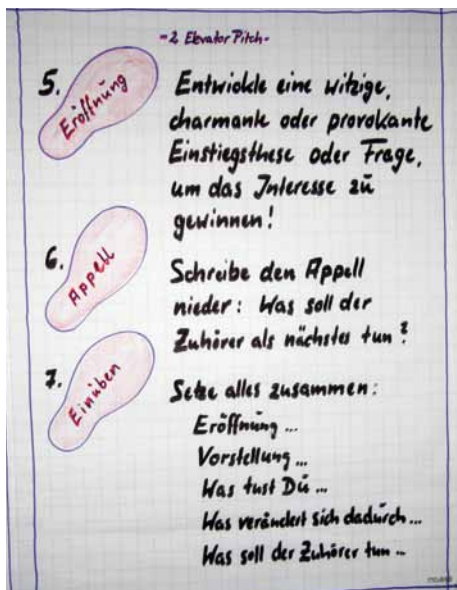 -2 Elevator Pitch-
5. Eröffnung
Entwickle eine witzige,
charmante oder provokante
Einstiegsthese oder Frage,
um das Interesse zu
gewinnen!
6. Appell
Schreibe den Appell
nieder: Was soll der
Zuhörer als nächstes tun?
7. Einüben
Setze alles zusammen:
Eröffnung...
Vorstellung...
Was tust Du...
Was verändert sich dadurch...
Was soll der Zuhörer tun...